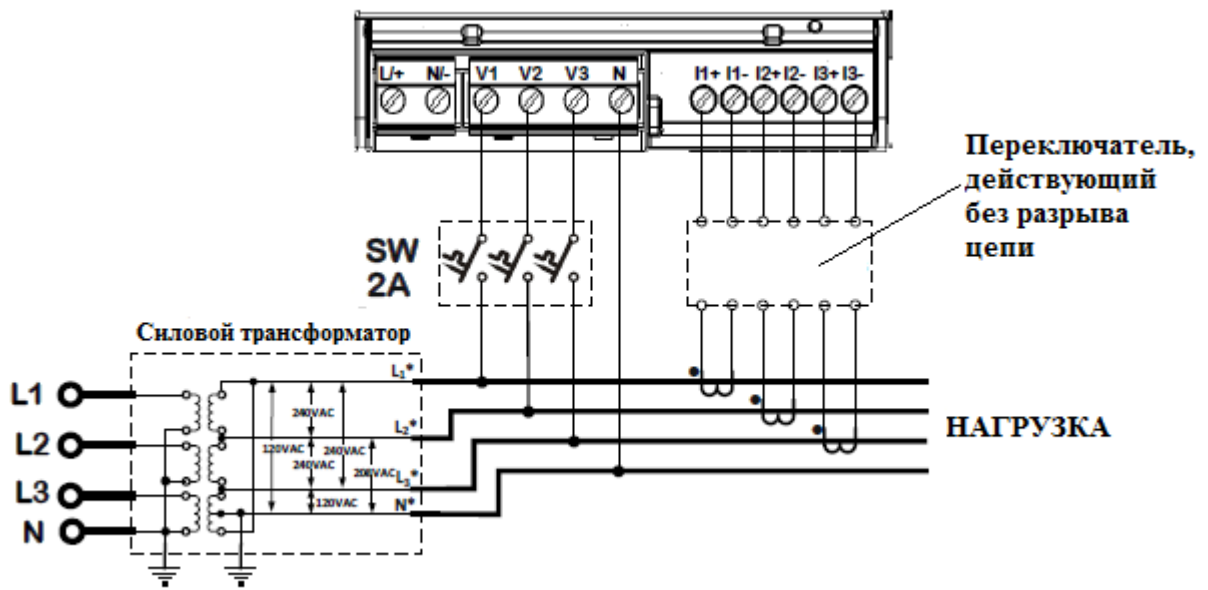 L/+ N/- V1 V2 V3 N I1+ I1- I2+ I2- I3+ I3-
Переключатель,
действующий
без разрыва
цепи
SW
2A
Силовой трансформатор
L1
L2
L3
N
L₁*
L₂*
L₃*
N*
240VAC
120VAC
240VAC
240VAC
208VAC
120VAC
НАГРУЗКА